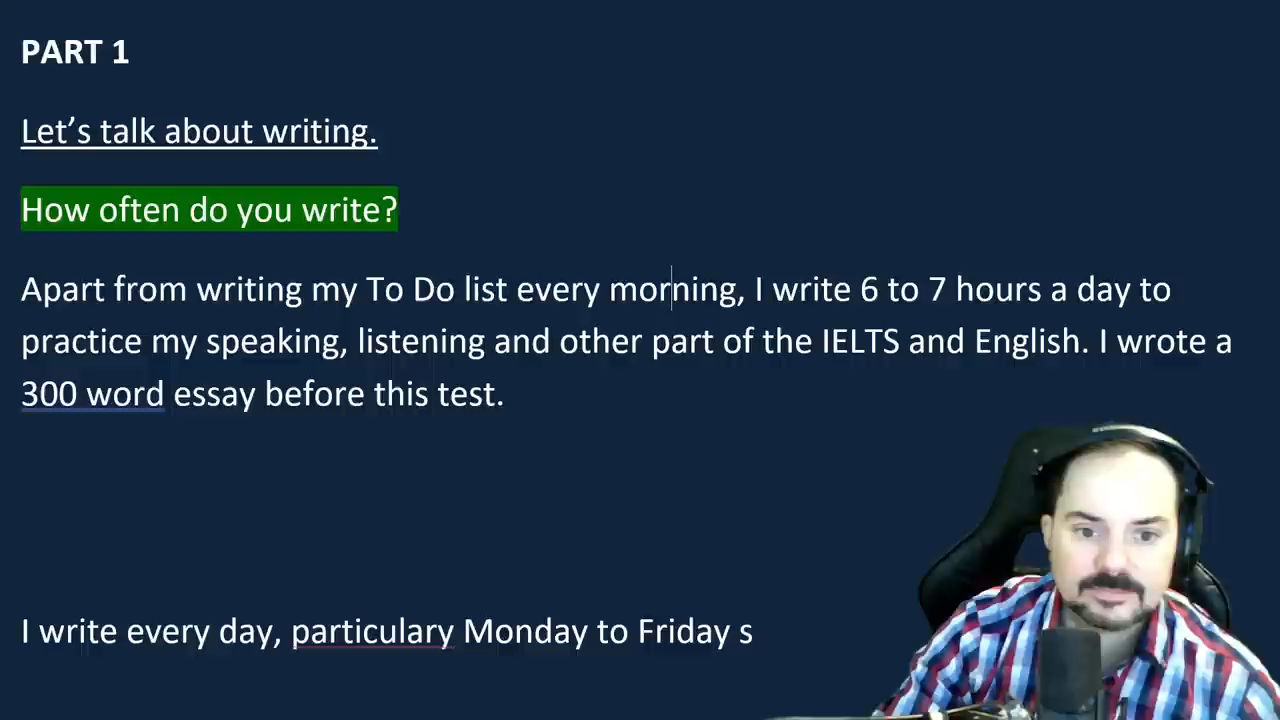 PART 1
Let’s talk about writing.
How often do you write?
Apart from writing my To Do list every morning, I write 6 to 7 hours a day to
practice my speaking, listening and other part of the IELTS and English. I wrote a
300 word essay before this test.
I write every day, particulary Monday to Friday s